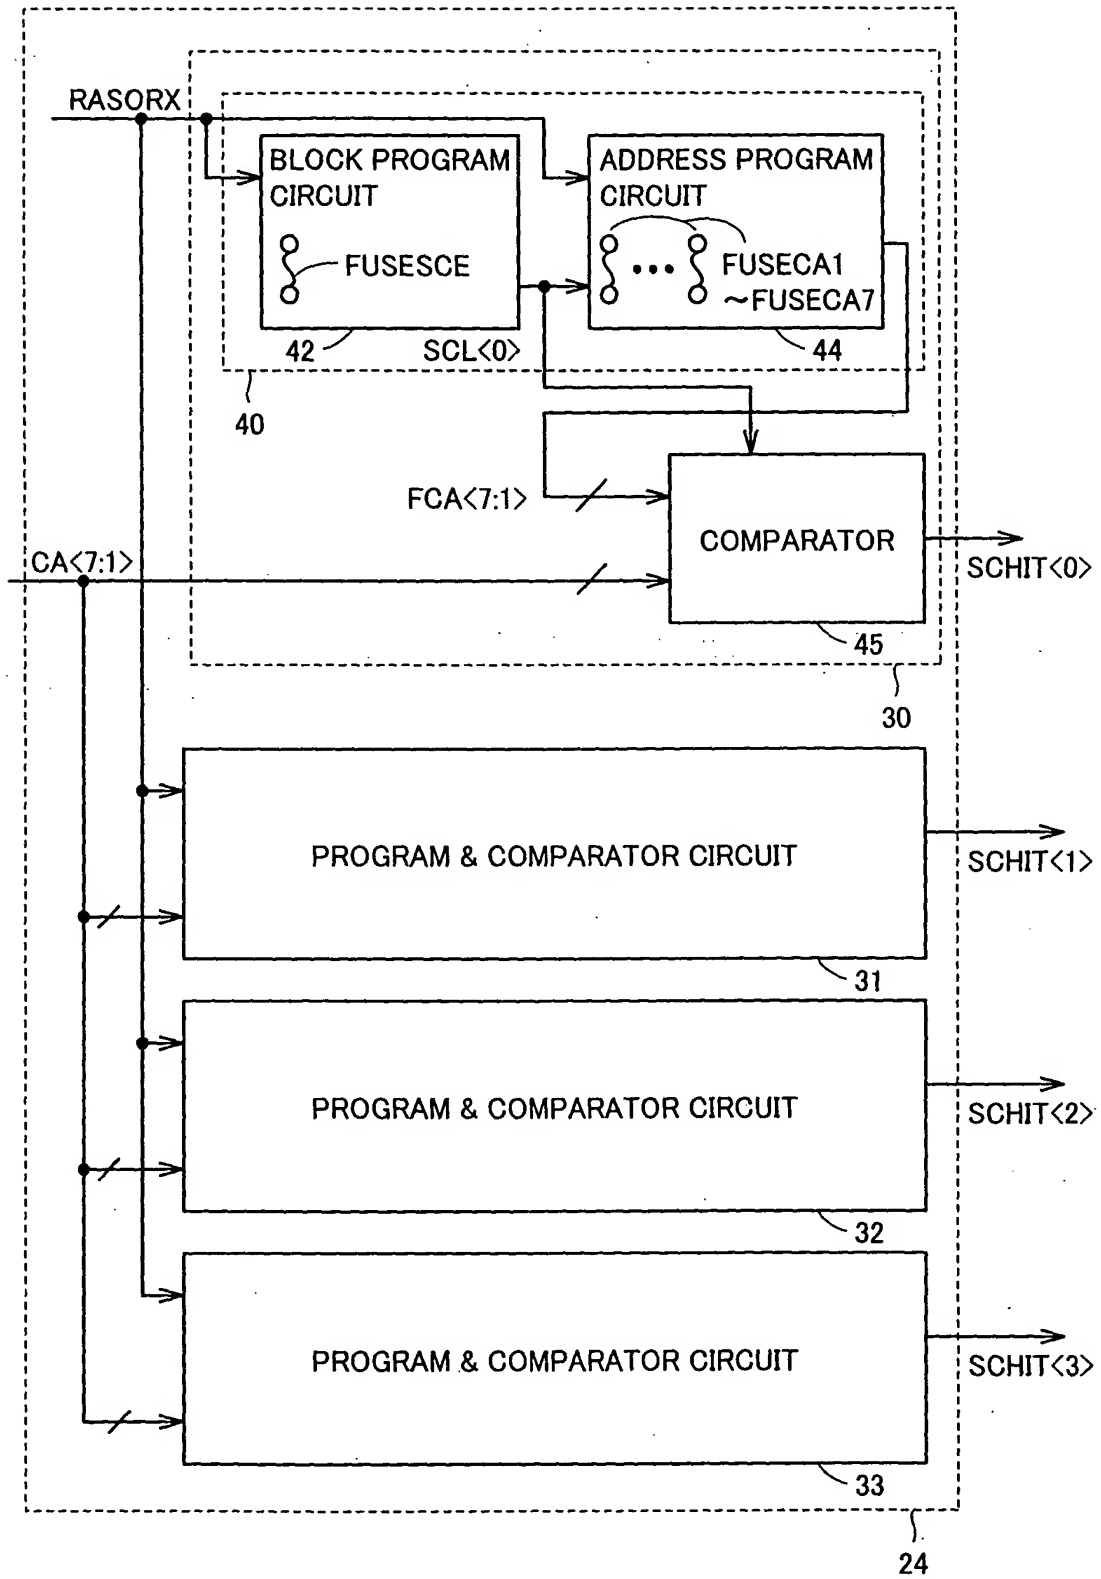 RASORX
BLOCK PROGRAM
CIRCUIT
FUSESCE
ADDRESS PROGRAM
CIRCUIT
FUSECA1
~FUSECA7
42
SCL<0>
44
40
FCA<7:1>
COMPARATOR
CA<7:1>
SCHIT<0>
45
30
PROGRAM & COMPARATOR CIRCUIT
SCHIT<1>
31
PROGRAM & COMPARATOR CIRCUIT
SCHIT<2>
32
PROGRAM & COMPARATOR CIRCUIT
SCHIT<3>
33
24